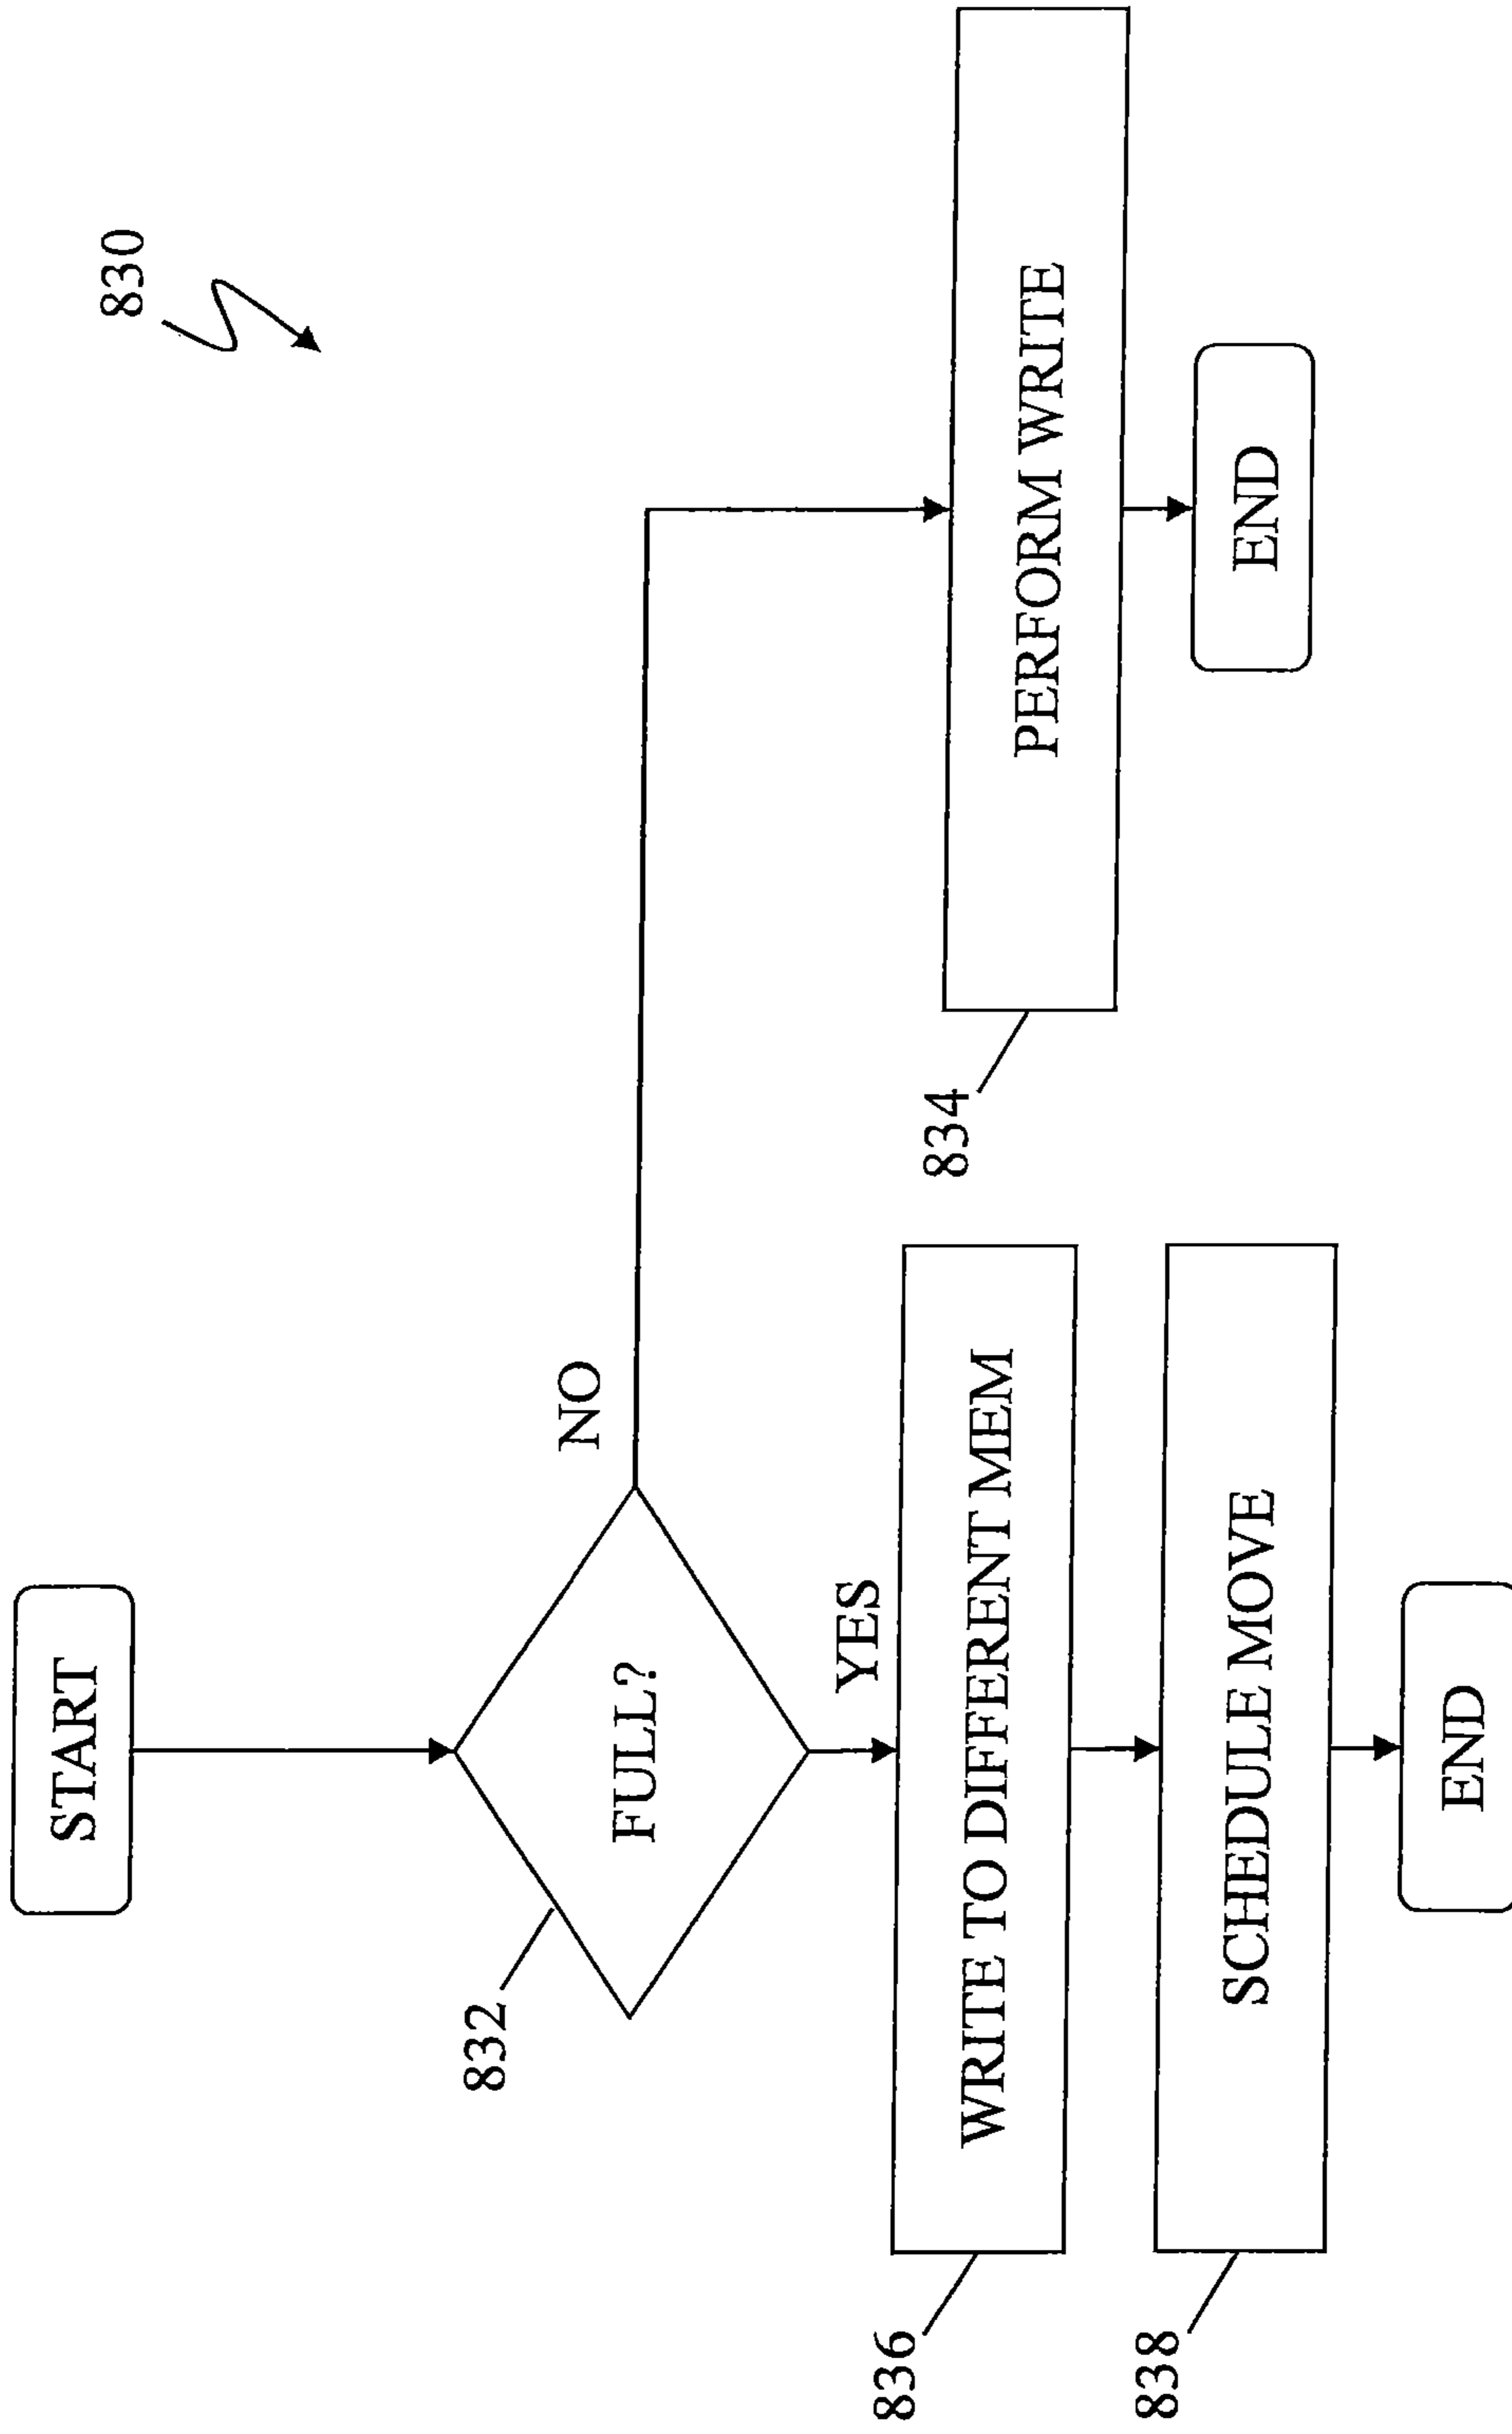 830
START
832
FULL?
NO
YES
836
WRITE TO DIFFERENT MEM
834
PERFORM WRITE
838
SCHEDULE MOVE
END
END